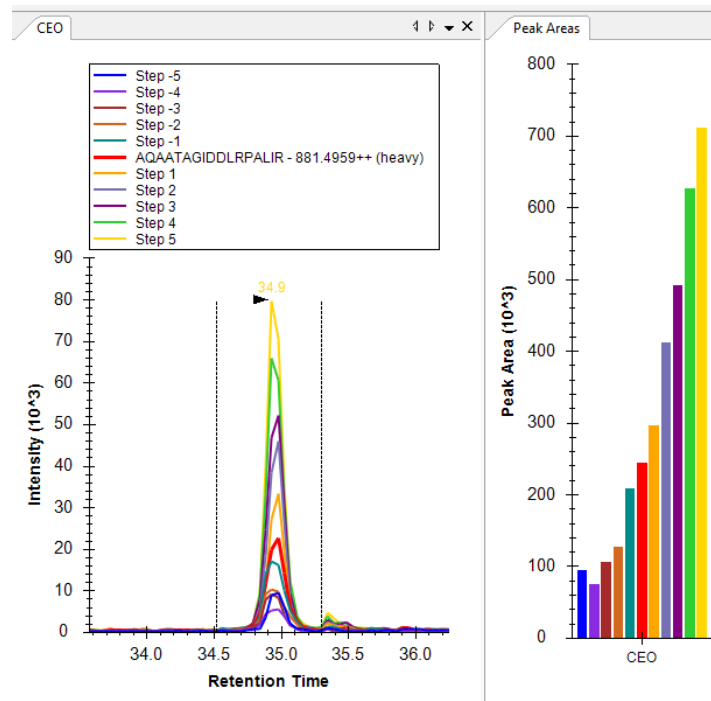 CEO
Peak Areas
Step -5
Step -4
Step -3
Step -2
Step -1
AQAATAGIDDLRPALIR - 881.4959++ (heavy)
Step 1
Step 2
Step 3
Step 4
Step 5
34.9
90
80
70
60
50
40
30
20
10
0
Intensity (10^3)
34.0 34.5 35.0 35.5 36.0
Retention Time
800
700
600
500
400
300
200
100
0
Peak Area (10^3)
CEO